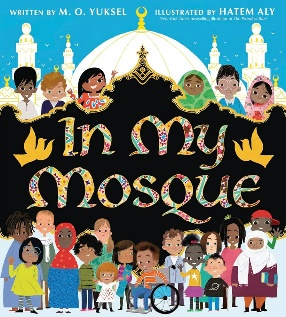 WRITTEN BY M. O. YUKSEL ILLUSTRATED BY HATEM ALY
In My
Mosque